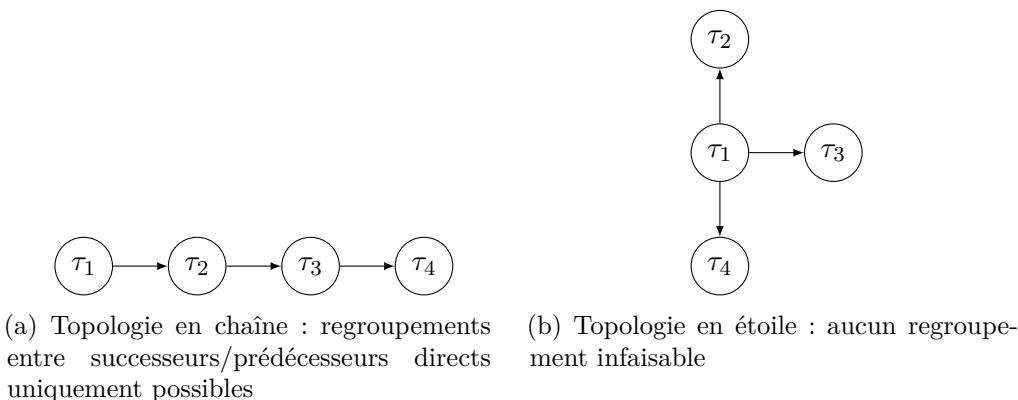 τ1 τ2 τ3 τ4
(a) Topologie en chaîne : regroupements
entre successeurs/prédécesseurs directs
uniquement possibles
τ2
τ1 τ3
τ4
(b) Topologie en étoile : aucun regroupe-
ment infaisable